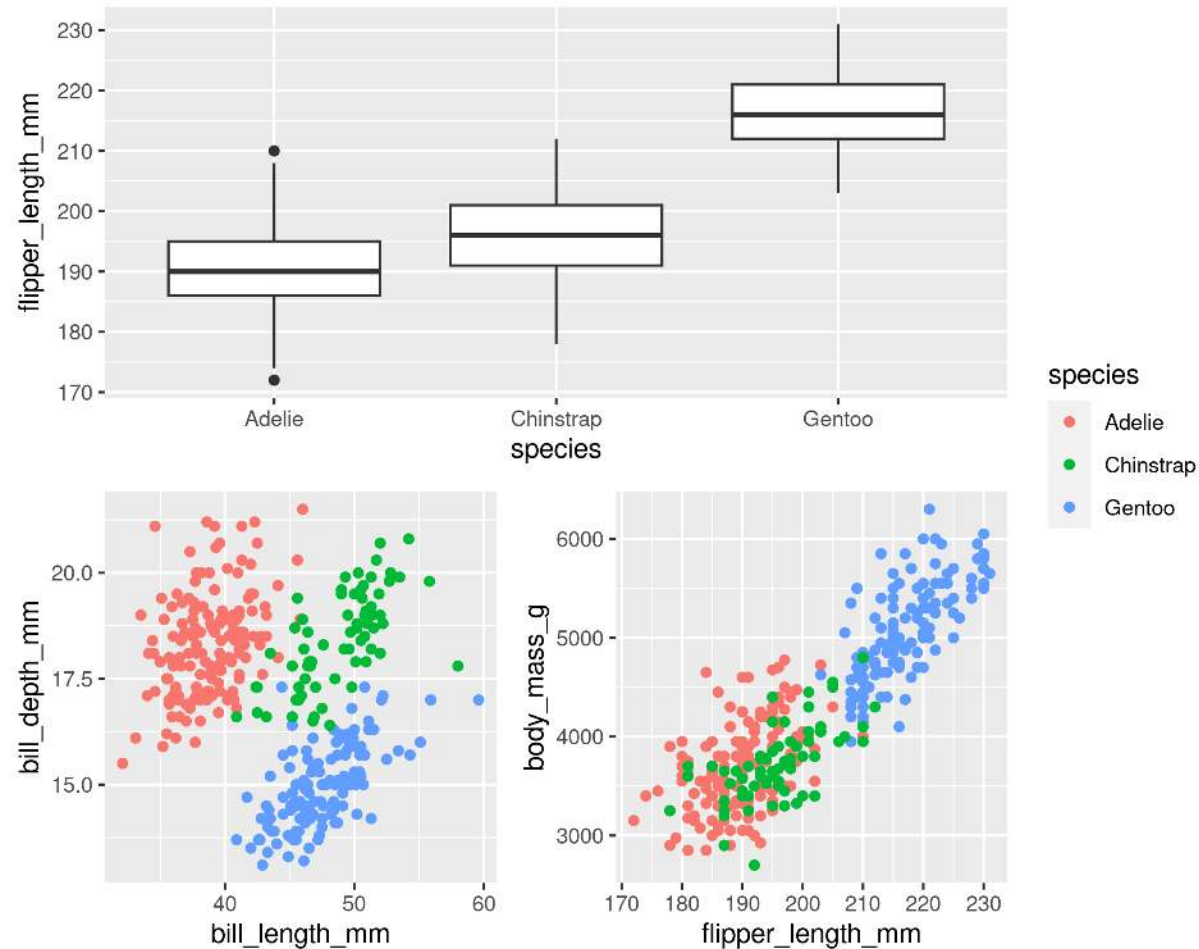 flipper_length_mm
230
220
210
200
190
180
170
Adelie Chinstrap Gentoo
species
bill_depth_mm
20.0
17.5
15.0
40 50 60
bill_length_mm
body_mass_g
6000
5000
4000
3000
170 180 190 200 210 220 230
flipper_length_mm
species
Adelie
Chinstrap
Gentoo